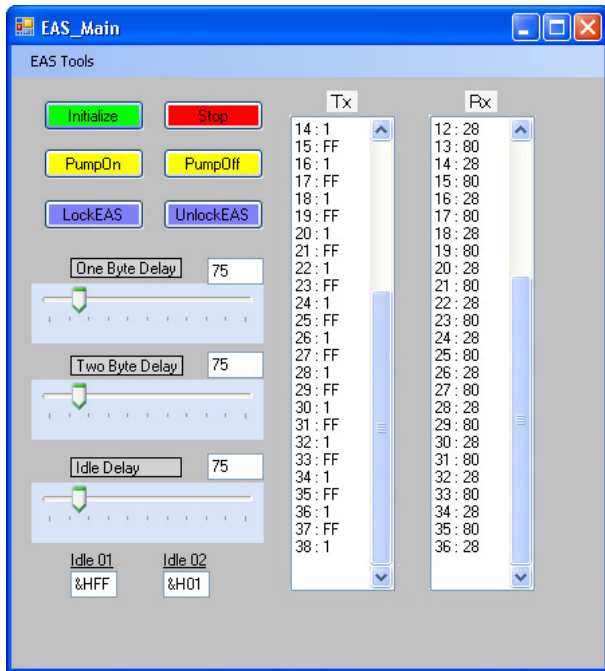 EAS_Main
EAS Tools
Initialize
Stop
PumpOn
PumpOff
LockEAS
UnlockEAS
One Byte Delay
75
Two Byte Delay
75
Idle Delay
75
Idle 01
Idle 02
&HFF
&H01
Tx
14 : 1
15 : FF
16 : 1
17 : FF
18 : 1
19 : FF
20 : 1
21 : FF
22 : 1
23 : FF
24 : 1
25 : FF
26 : 1
27 : FF
28 : 1
29 : FF
30 : 1
31 : FF
32 : 1
33 : FF
34 : 1
35 : FF
36 : 1
37 : FF
38 : 1
Rx
12 : 28
13 : 80
14 : 28
15 : 80
16 : 28
17 : 80
18 : 28
19 : 80
20 : 28
21 : 80
22 : 28
23 : 80
24 : 28
25 : 80
26 : 28
27 : 80
28 : 28
29 : 80
30 : 28
31 : 80
32 : 28
33 : 80
34 : 28
35 : 80
36 : 28